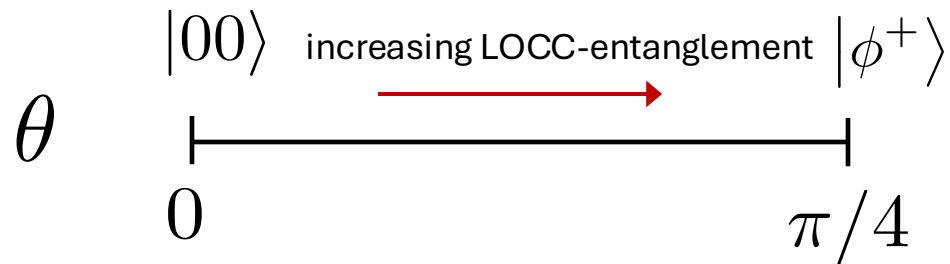 |00⟩ increasing LOCC-entanglement |ϕ⁺⟩
θ
0 π/4